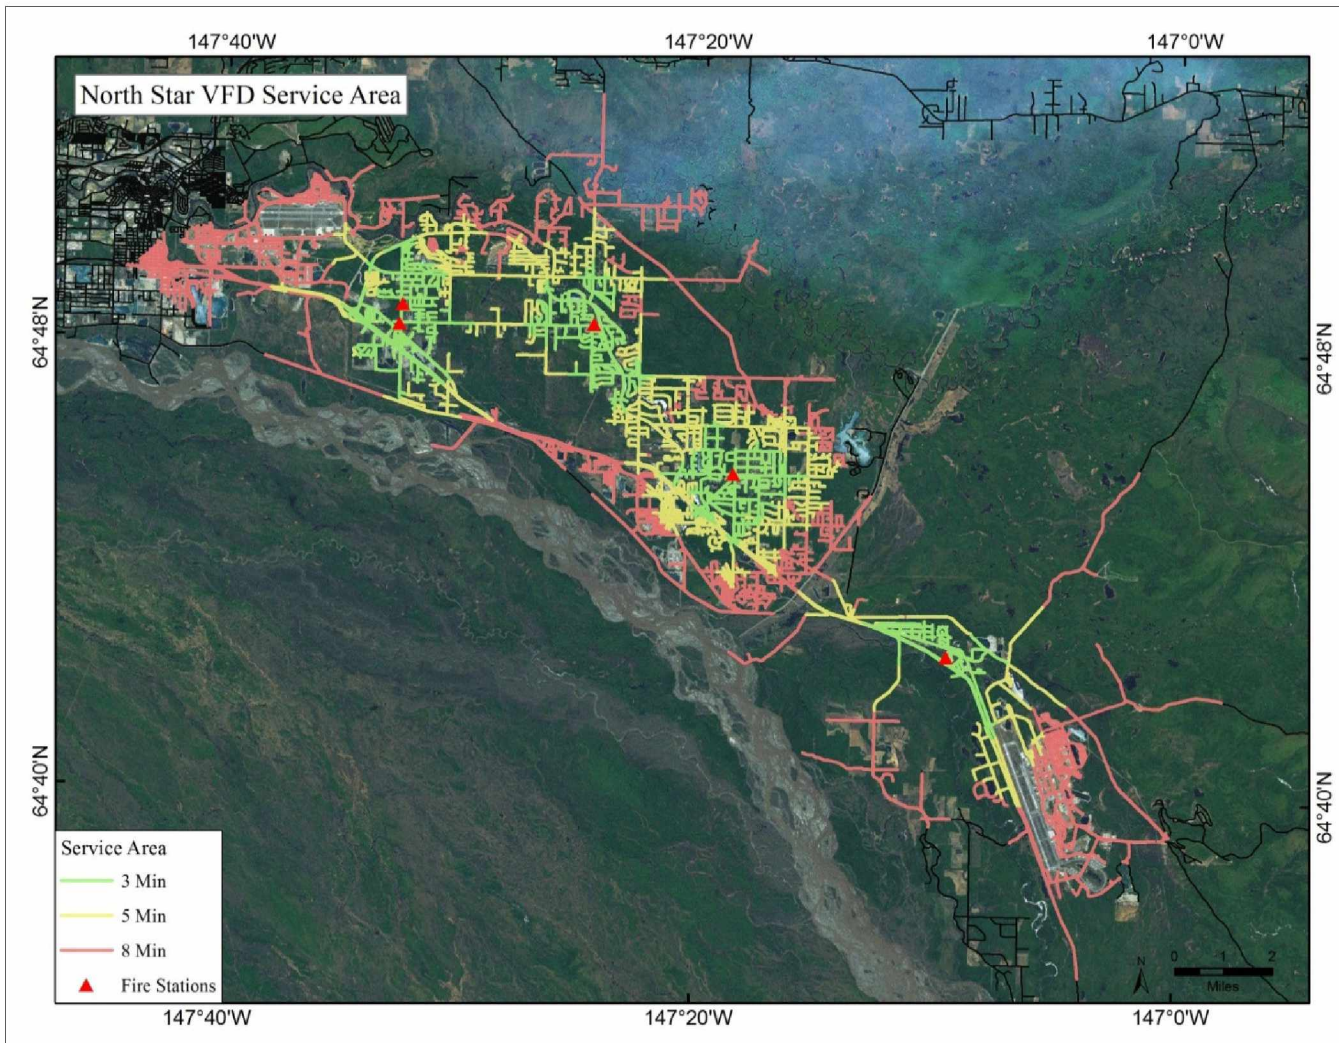 147°40'W 147°20'W 147°0'W
North Star VFD Service Area
64°48'N 64°48'N
64°40'N 64°40'N
Service Area
3 Min
5 Min
8 Min
Fire Stations
N
0 1 2
Miles
147°40'W 147°20'W 147°0'W